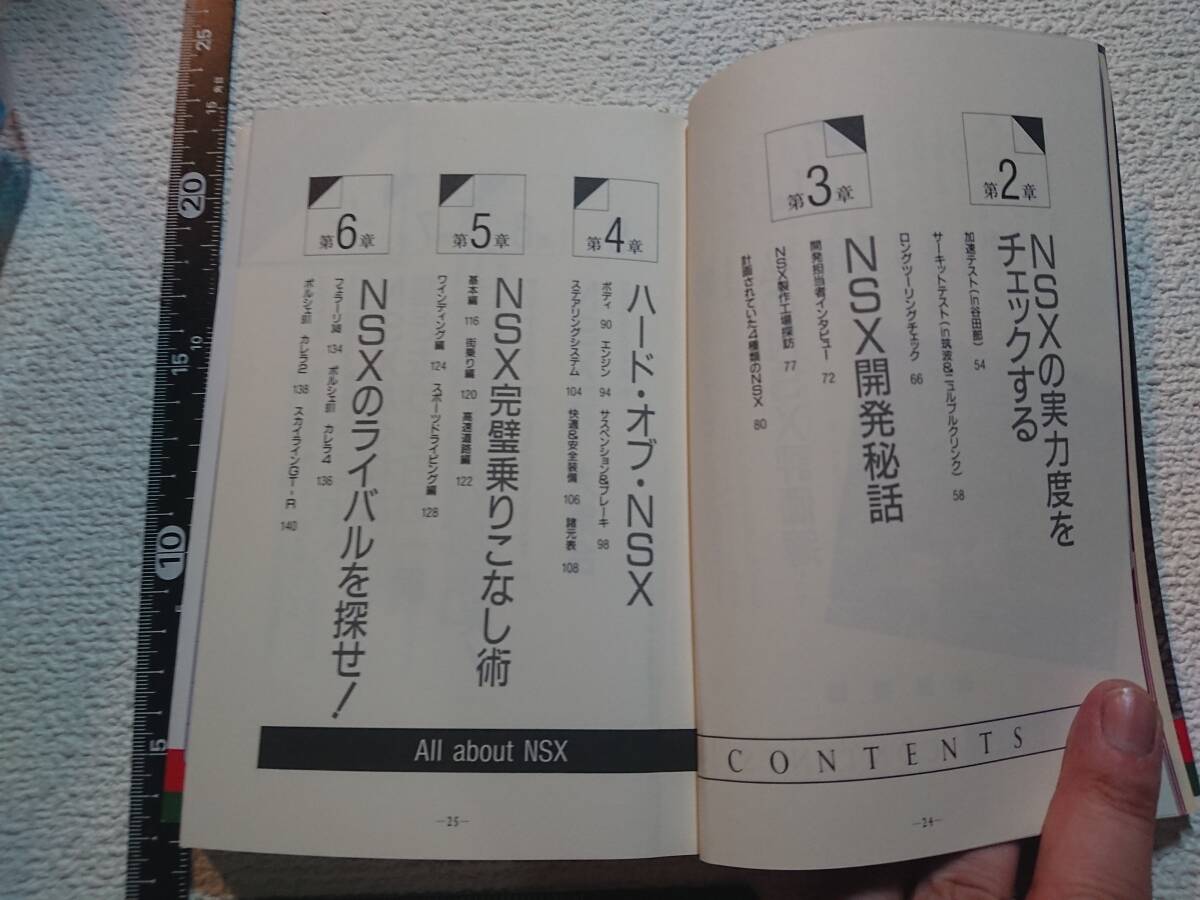 第2章
NSXの実力度を
チェックする
加速テスト(in谷田部) 54
サーキットテスト(in筑波&ニュルブルクリンク) 58
ロングツーリングチェック 66
第3章
NSX開発秘話
開発担当者インタビュー 72
NSX製作工場探訪 77
計画されていた4種類のNSX 80
CONTENTS
—24—
第4章
ハード・オブ・NSX
ボディ 90 エンジン 94 サスペンション&ブレーキ 98
ステアリングシステム 104 快適&安全装備 106 諸元表 108
第5章
NSX完璧乗りこなし術
基本編 116 街乗り編 120 高速道路編 122
ワインディング編 124 スポーツドライビング編 128
第6章
NSXのライバルを探せ!
フェラーリ348 134 ポルシェ911 カレラ4 136
ポルシェ911 カレラ2 138 スカイラインGT-R 140
All about NSX
—25—
25
20
15
10
5
15
10